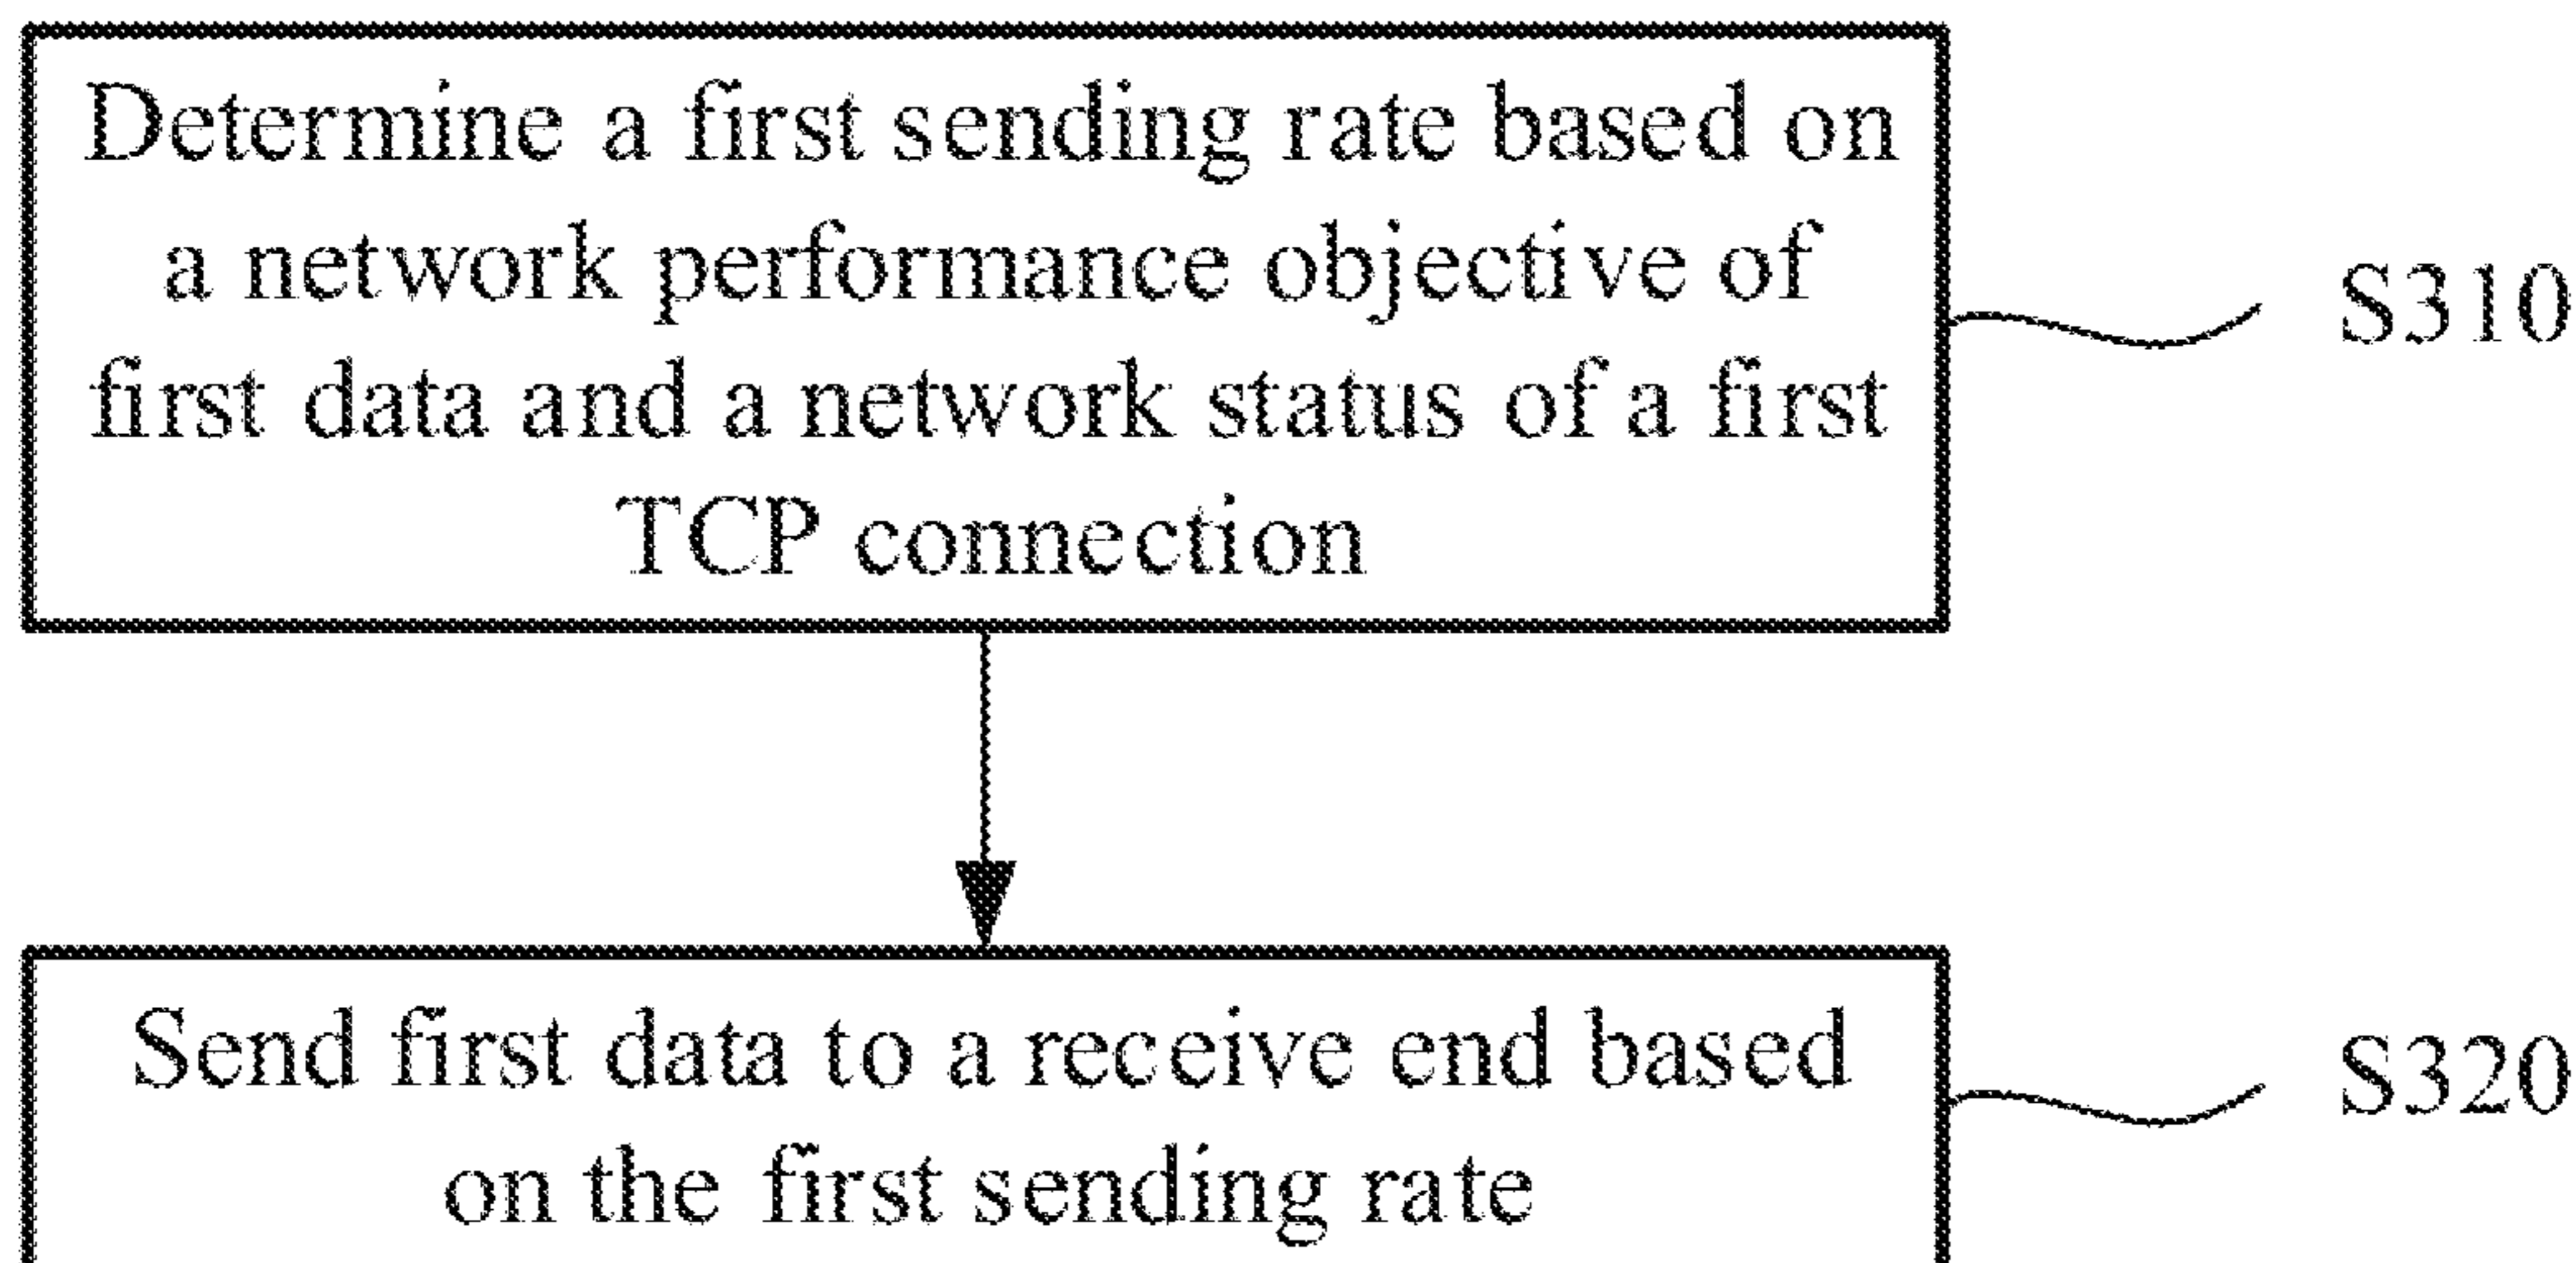 Determine a first sending rate based on
a network performance objective of
first data and a network status of a first
TCP connection
S310
Send first data to a receive end based
on the first sending rate
S320